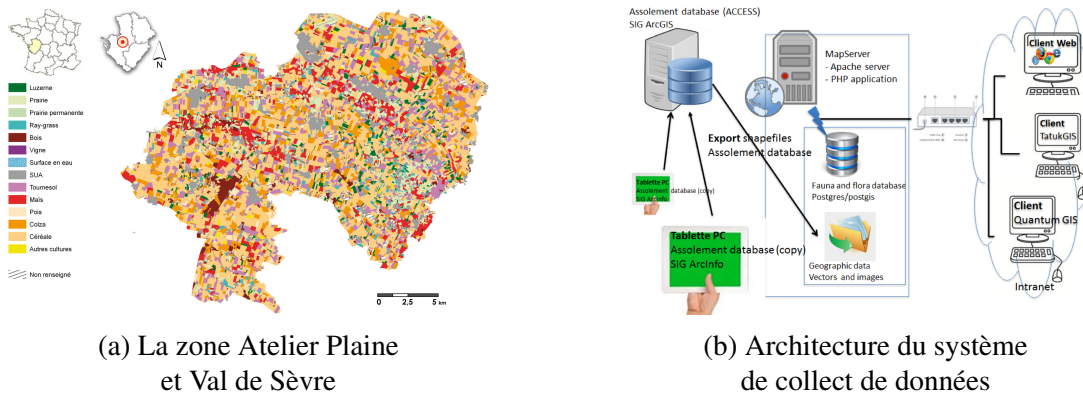 N
Luzerne
Prairie
Prairie permanente
Ray-grass
Bois
Vigne
Surface en eau
SUA
Tournesol
Maïs
Pois
Colza
Céréale
Autres cultures
Non renseigné
0 2,5 5 km
(a) La zone Atelier Plaine
et Val de Sèvre
Assolement database (ACCESS)
SIG ArcGIS
MapServer
- Apache server
- PHP application
Export shapefiles
Assolement database
Tablette PC
Assolement database (copy)
SIG ArcInfo
Tablette PC
Assolement database (copy)
SIG ArcInfo
Fauna and flora database
Postgres/postgis
Geographic data
Vectors and images
Client Web
Client
TatukGIS
Client
Quantum GIS
Intranet
(b) Architecture du système
de collect de données